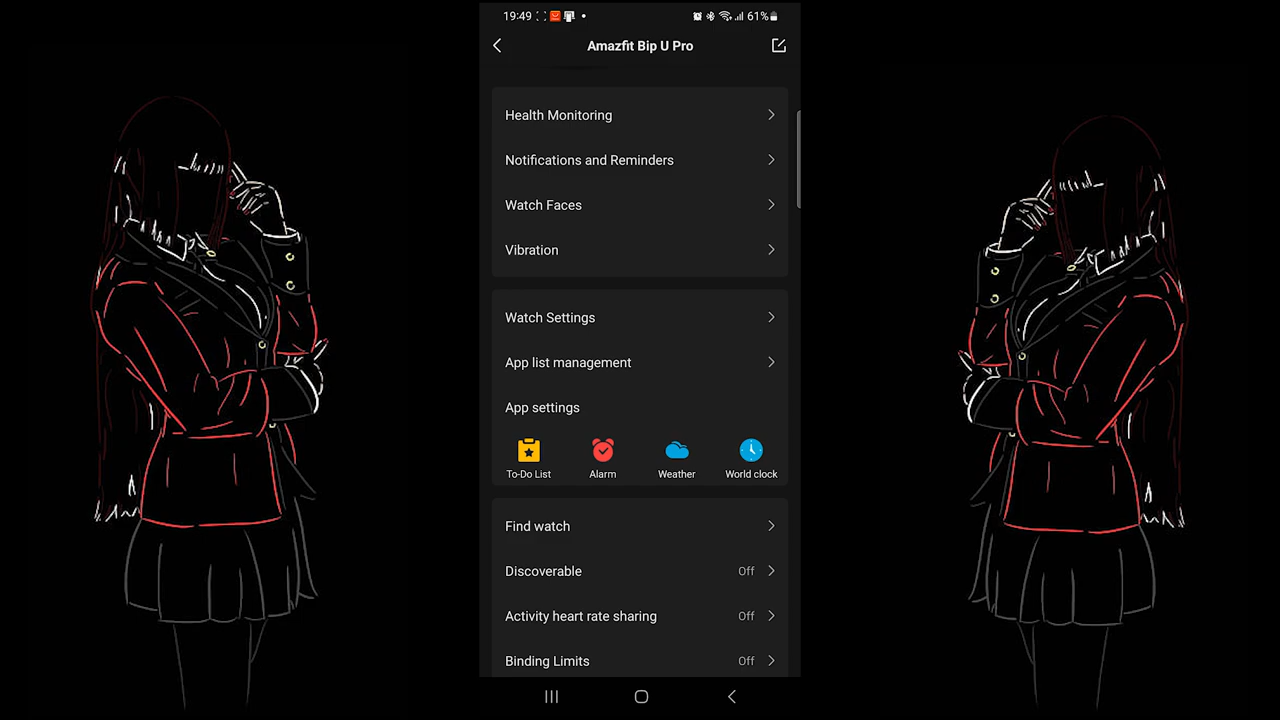 19:49 61%
Amazfit Bip U Pro
Health Monitoring
Notifications and Reminders
Watch Faces
Vibration
Watch Settings
App list management
App settings
To-Do List Alarm Weather World clock
Find watch
Discoverable Off
Activity heart rate sharing Off
Binding Limits Off